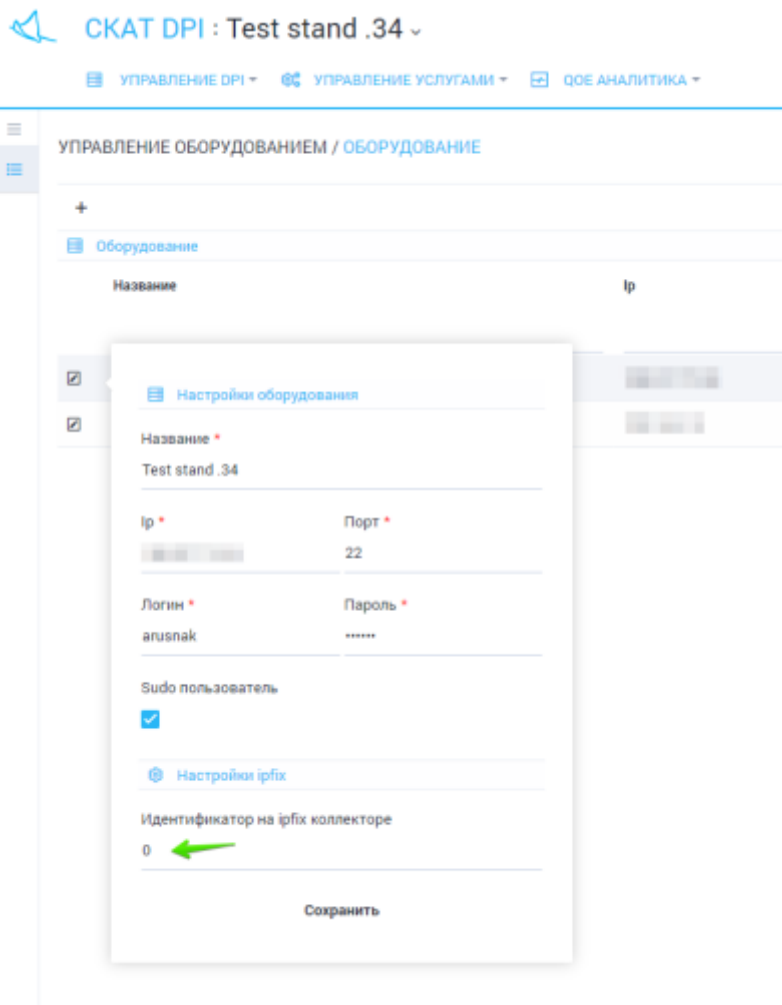 СКАТ DPI : Test stand .34
УПРАВЛЕНИЕ DPI УПРАВЛЕНИЕ УСЛУГАМИ QOE АНАЛИТИКА
УПРАВЛЕНИЕ ОБОРУДОВАНИЕМ / ОБОРУДОВАНИЕ
+
Оборудование
Название Ip
Настройки оборудования
Название *
Test stand .34
Ip * Порт *
22
Логин * Пароль *
arusnak ••••••
Sudo пользователь
Настройки ipfix
Идентификатор на ipfix коллекторе
0
Сохранить